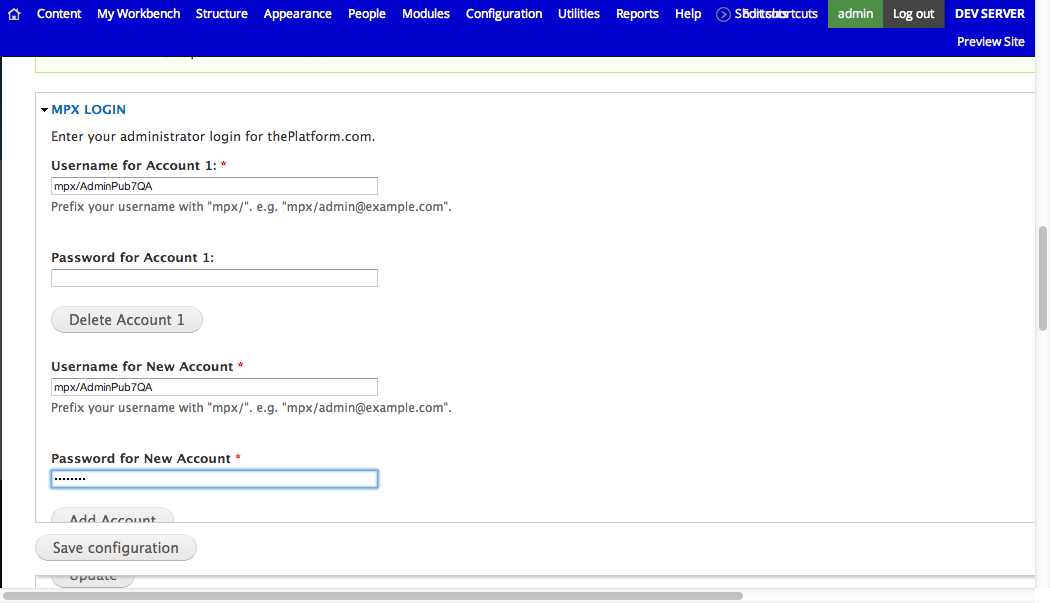 Content My Workbench Structure Appearance People Modules Configuration Utilities Reports Help Edit shortcuts admin Log out DEV SERVER
Preview Site
MPX LOGIN
Enter your administrator login for thePlatform.com.
Username for Account 1: *
mpx/AdminPub7QA
Prefix your username with "mpx/". e.g. "mpx/admin@example.com".
Password for Account 1:
Delete Account 1
Username for New Account *
mpx/AdminPub7QA
Prefix your username with "mpx/". e.g. "mpx/admin@example.com".
Password for New Account *
••••••••
Add Account
Save configuration
Update